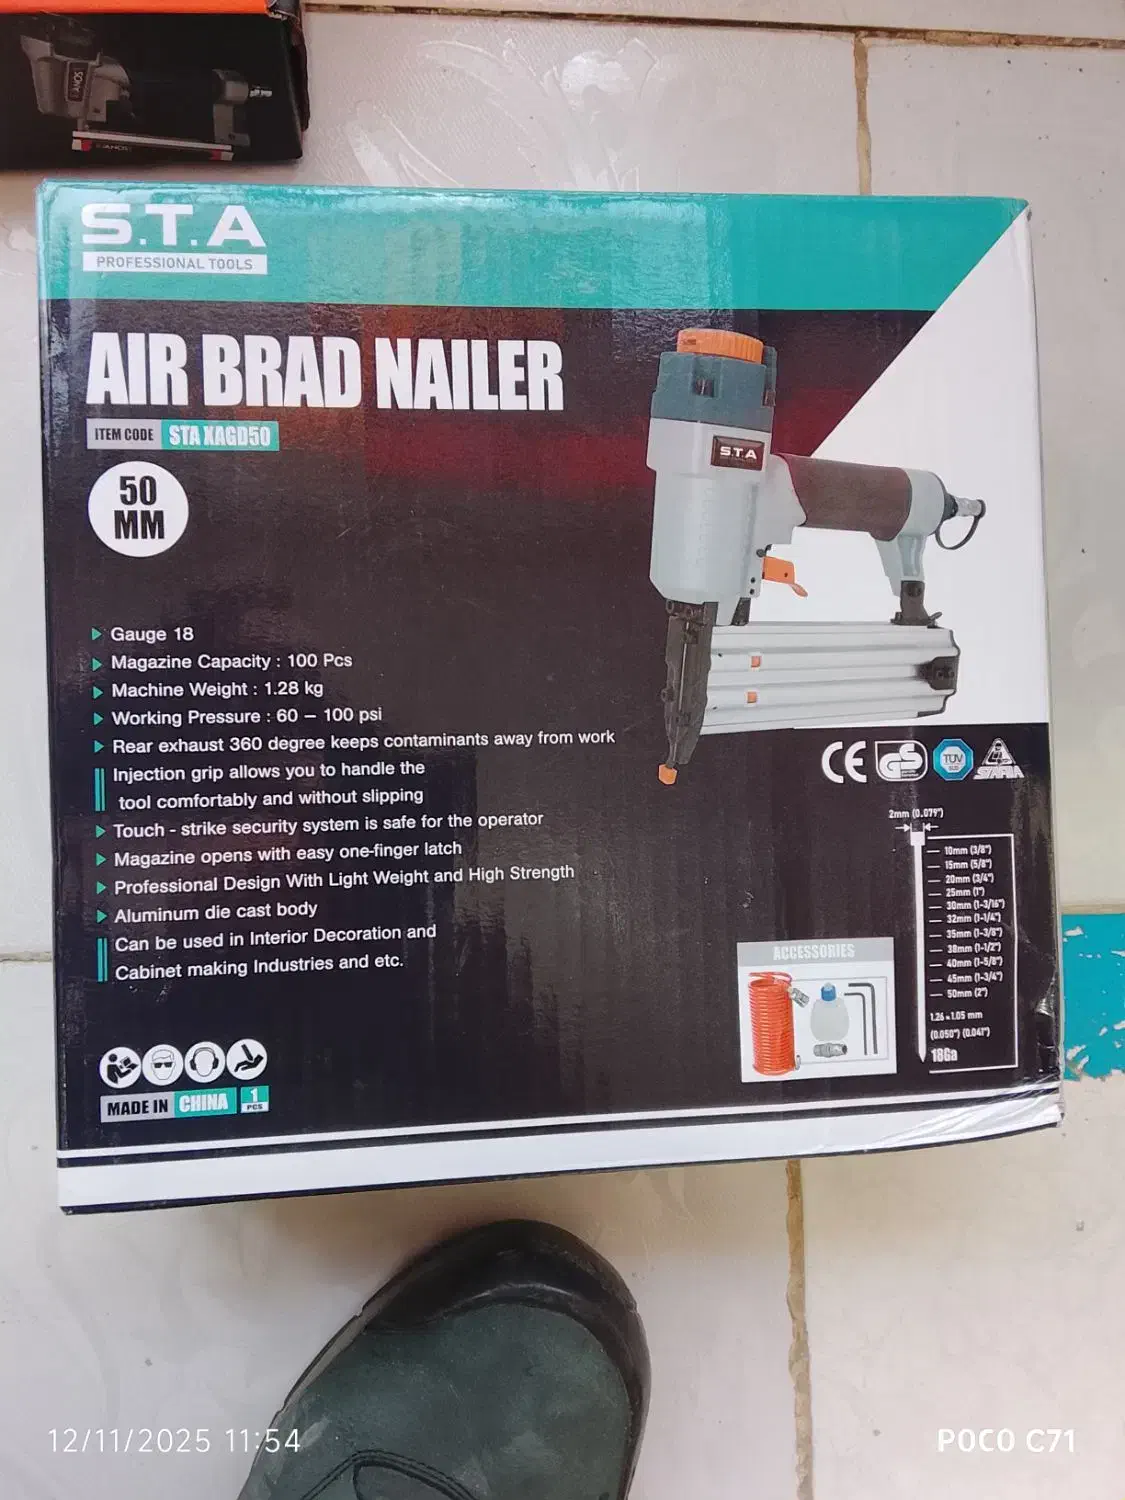 S.T.A
PROFESSIONAL TOOLS
AIR BRAD NAILER
ITEM CODE STA XAGD50
50
MM
S.T.A
Gauge 18
Magazine Capacity : 100 Pcs
Machine Weight : 1.28 kg
Working Pressure : 60 – 100 psi
Rear exhaust 360 degree keeps contaminants away from work
Injection grip allows you to handle the
tool comfortably and without slipping
Touch - strike security system is safe for the operator
Magazine opens with easy one-finger latch
Professional Design With Light Weight and High Strength
Aluminum die cast body
Can be used in Interior Decoration and
Cabinet making Industries and etc.
CE GS TÜV
2mm (0.079")
10mm (3/8")
15mm (5/8")
20mm (3/4")
25mm (1")
30mm (1-3/16")
32mm (1-1/4")
35mm (1-3/8")
38mm (1-1/2")
40mm (1-5/8")
45mm (1-3/4")
50mm (2")
1.26 x 1.05 mm
(0.050") (0.041")
18Ga
ACCESSORIES
MADE IN CHINA 1
PCS
12/11/2025 11:54
POCO C71